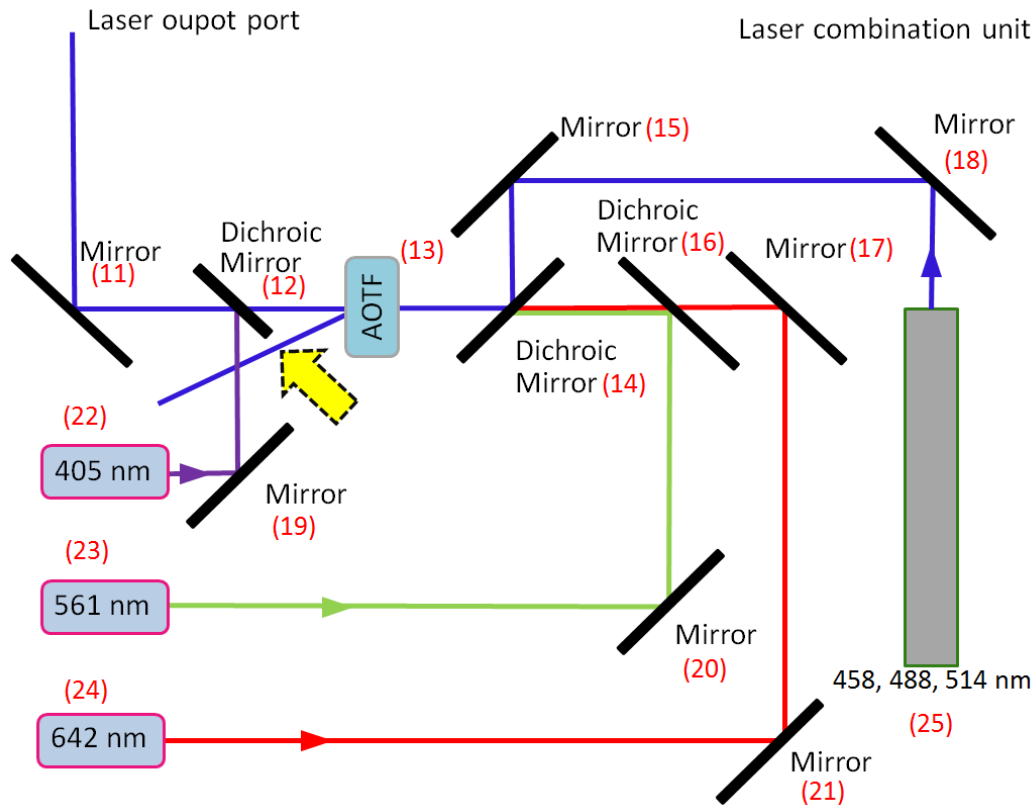 Laser oupot port
Laser combination unit
Mirror (15)
Mirror
(18)
Mirror
(11)
Dichroic
Mirror
(12)
(13)
AOTF
Dichroic
Mirror (16)
Mirror (17)
Dichroic
Mirror (14)
(22)
405 nm
Mirror
(19)
(23)
561 nm
Mirror
(20)
458, 488, 514 nm
(25)
(24)
642 nm
Mirror
(21)